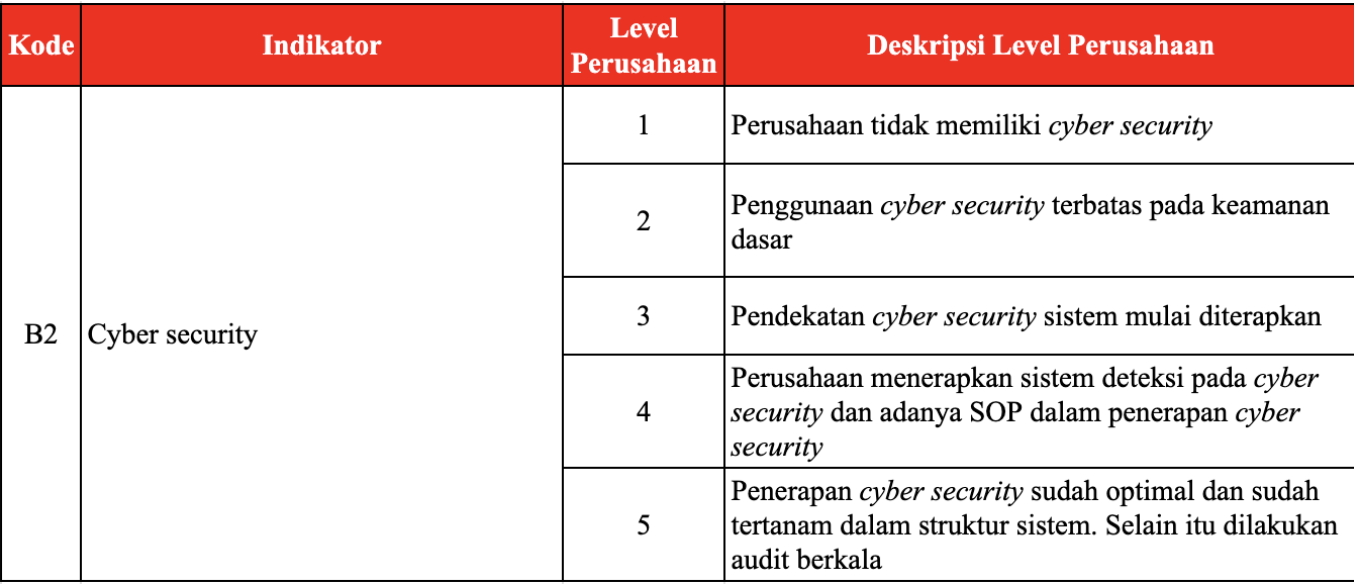 Kode
Indikator
Level
Perusahaan
Deskripsi Level Perusahaan
B2
Cyber security
1
Perusahaan tidak memiliki cyber security
2
Penggunaan cyber security terbatas pada keamanan
dasar
3
Pendekatan cyber security sistem mulai diterapkan
4
Perusahaan menerapkan sistem deteksi pada cyber
security dan adanya SOP dalam penerapan cyber
security
5
Penerapan cyber security sudah optimal dan sudah
tertanam dalam struktur sistem. Selain itu dilakukan
audit berkala